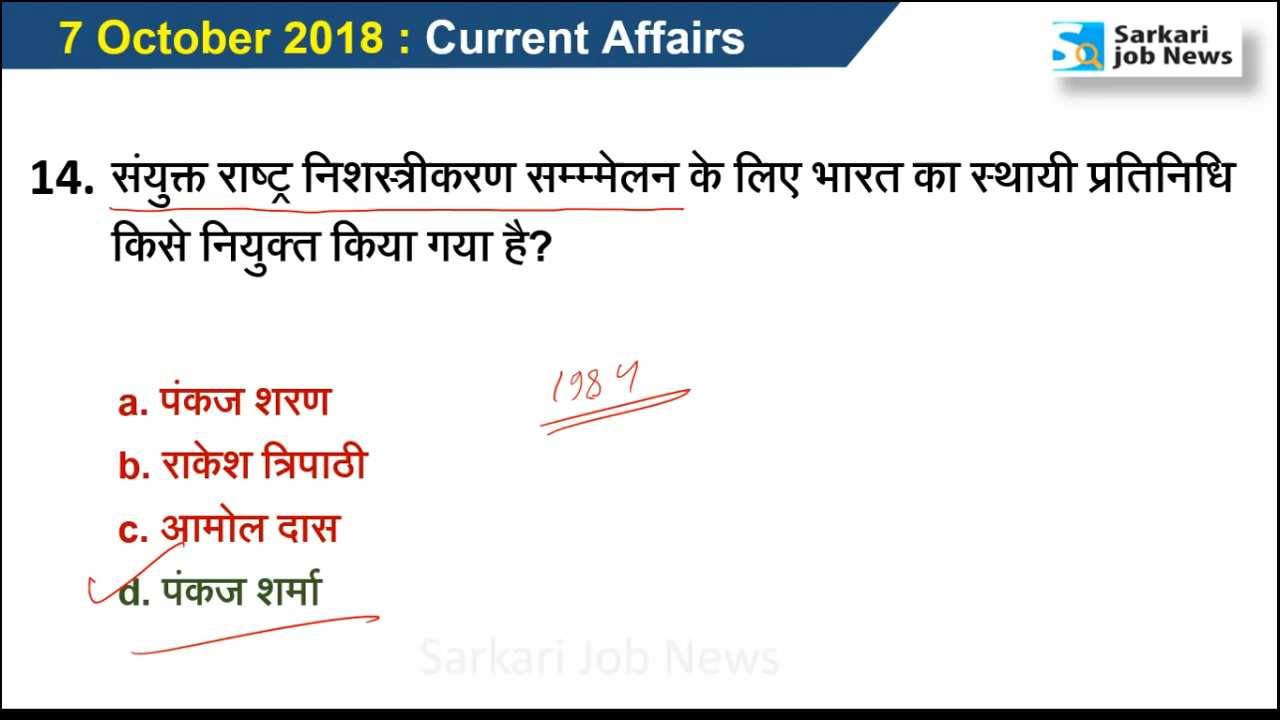 7 October 2018 : Current Affairs
Sarkari
Job News
14. संयुक्त राष्ट्र निशस्त्रीकरण सम्म्मेलन के लिए भारत का स्थायी प्रतिनिधि
किसे नियुक्त किया गया है?
a. पंकज शरण
b. राकेश त्रिपाठी
c. आमोल दास
d. पंकज शर्मा
Sarkari Job News